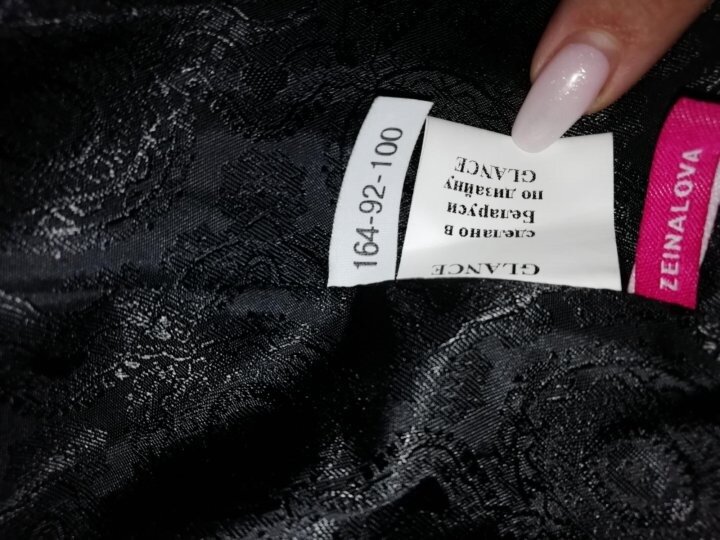 164-92-100
GLANCE
сделано в
Беларуси
по дизайну
GLANCE
ZEINALOVA